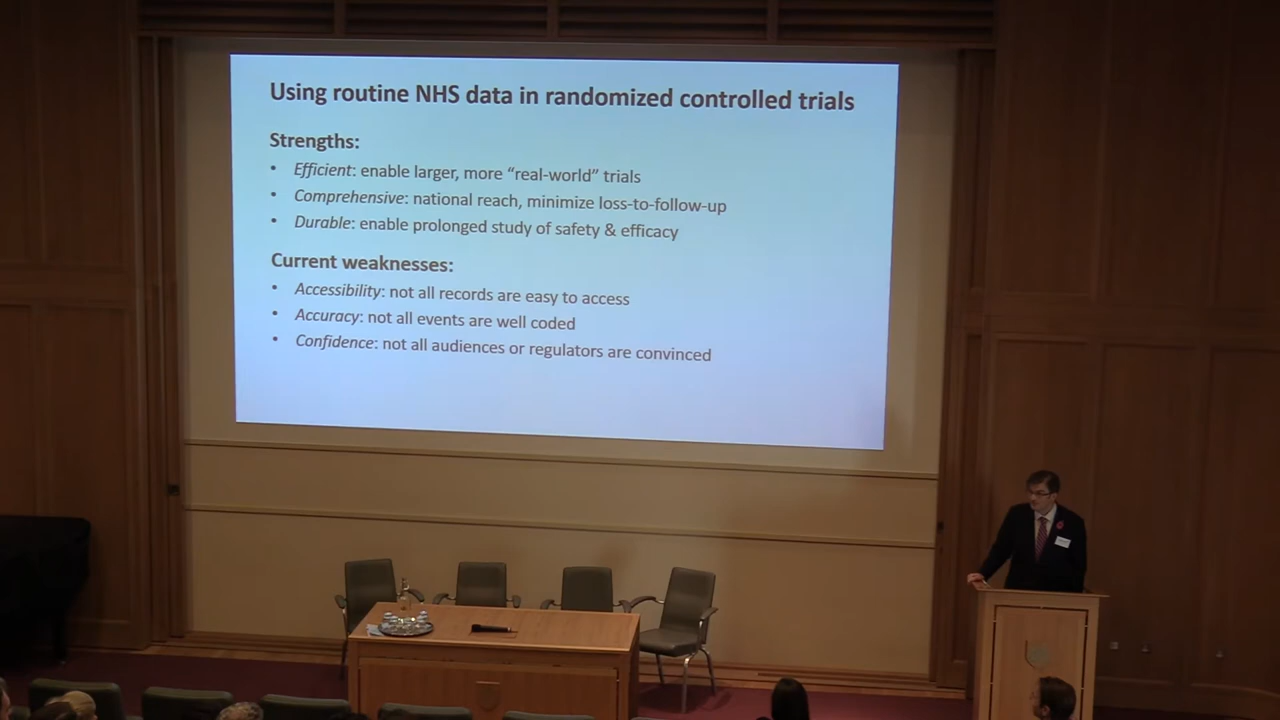 Using routine NHS data in randomized controlled trials
Strengths:
• Efficient: enable larger, more “real-world” trials
• Comprehensive: national reach, minimize loss-to-follow-up
• Durable: enable prolonged study of safety & efficacy
Current weaknesses:
• Accessibility: not all records are easy to access
• Accuracy: not all events are well coded
• Confidence: not all audiences or regulators are convinced